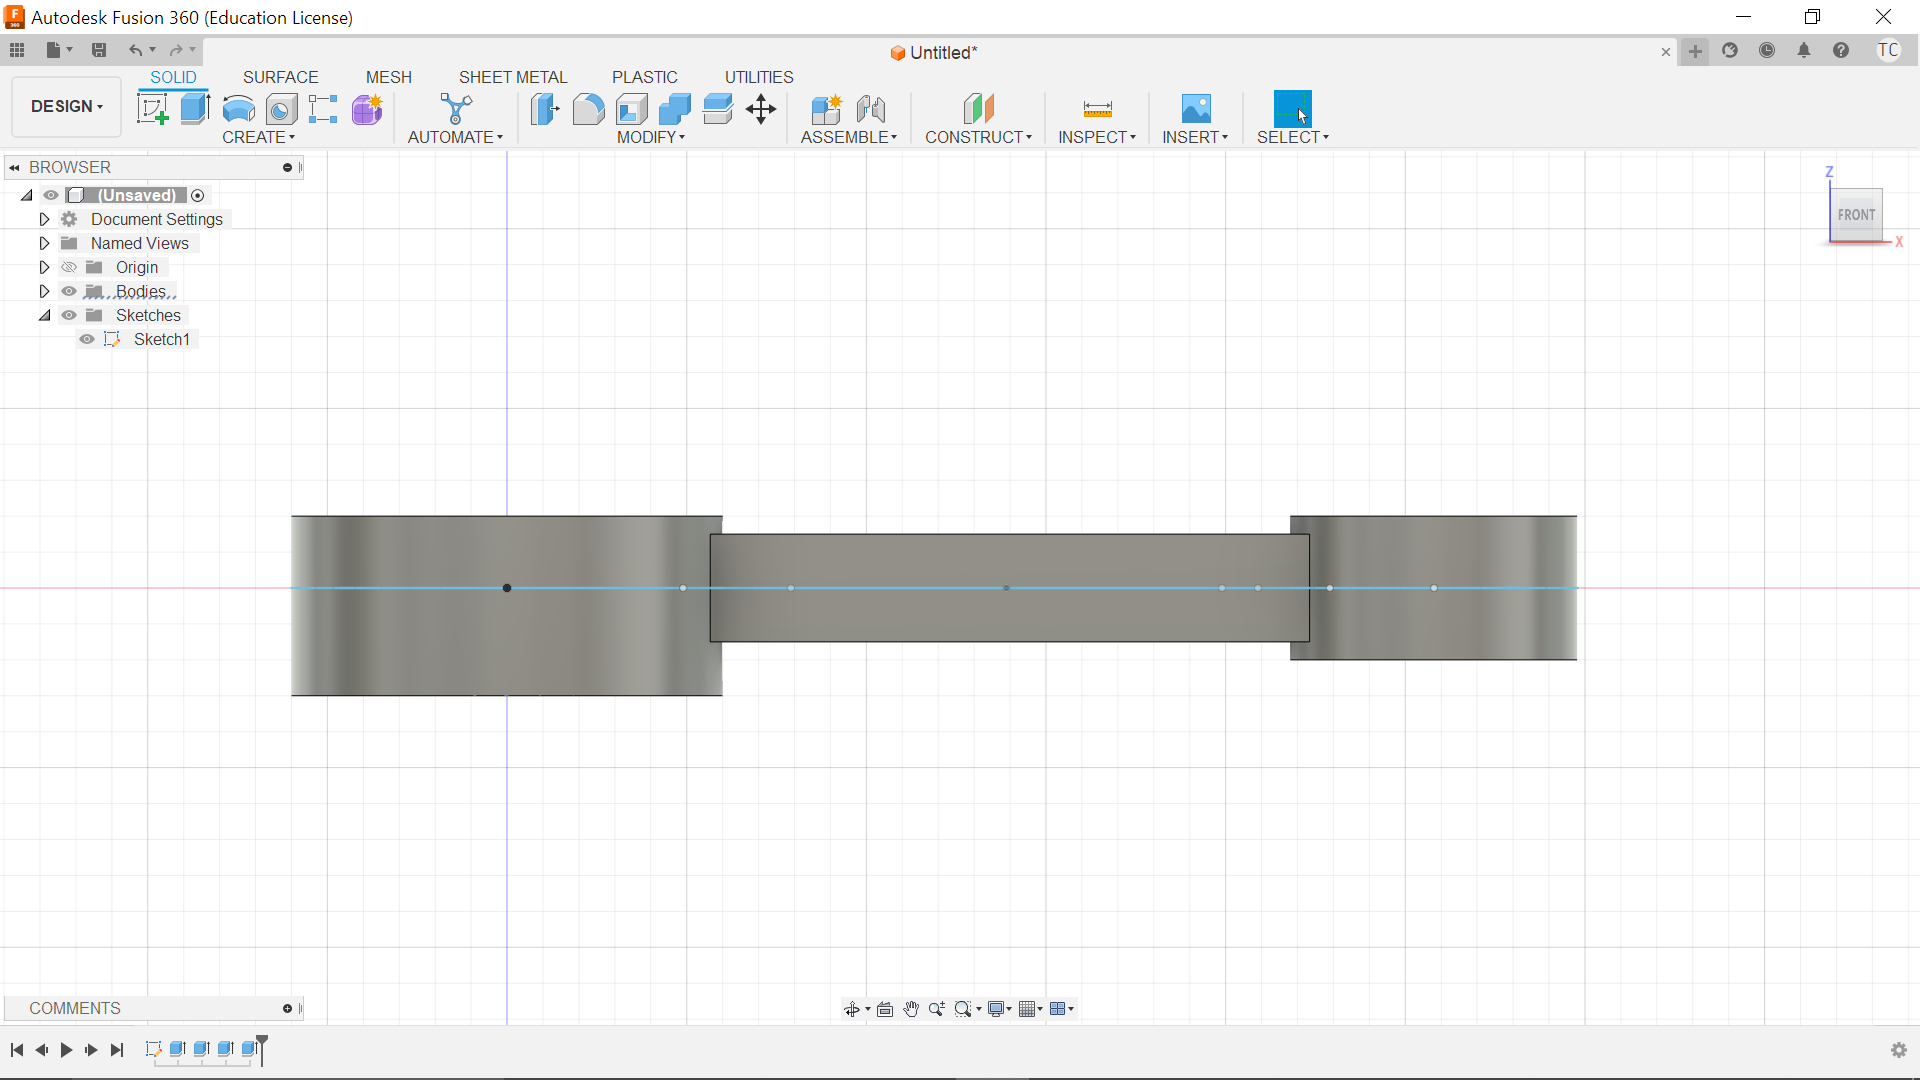 Autodesk Fusion 360 (Education License)
Untitled*
TC
SOLID SURFACE MESH SHEET METAL PLASTIC UTILITIES
DESIGN
CREATE AUTOMATE MODIFY ASSEMBLE CONSTRUCT INSPECT INSERT SELECT
BROWSER
(Unsaved)
Document Settings
Named Views
Origin
Bodies
Sketches
Sketch1
Z
FRONT
X
COMMENTS